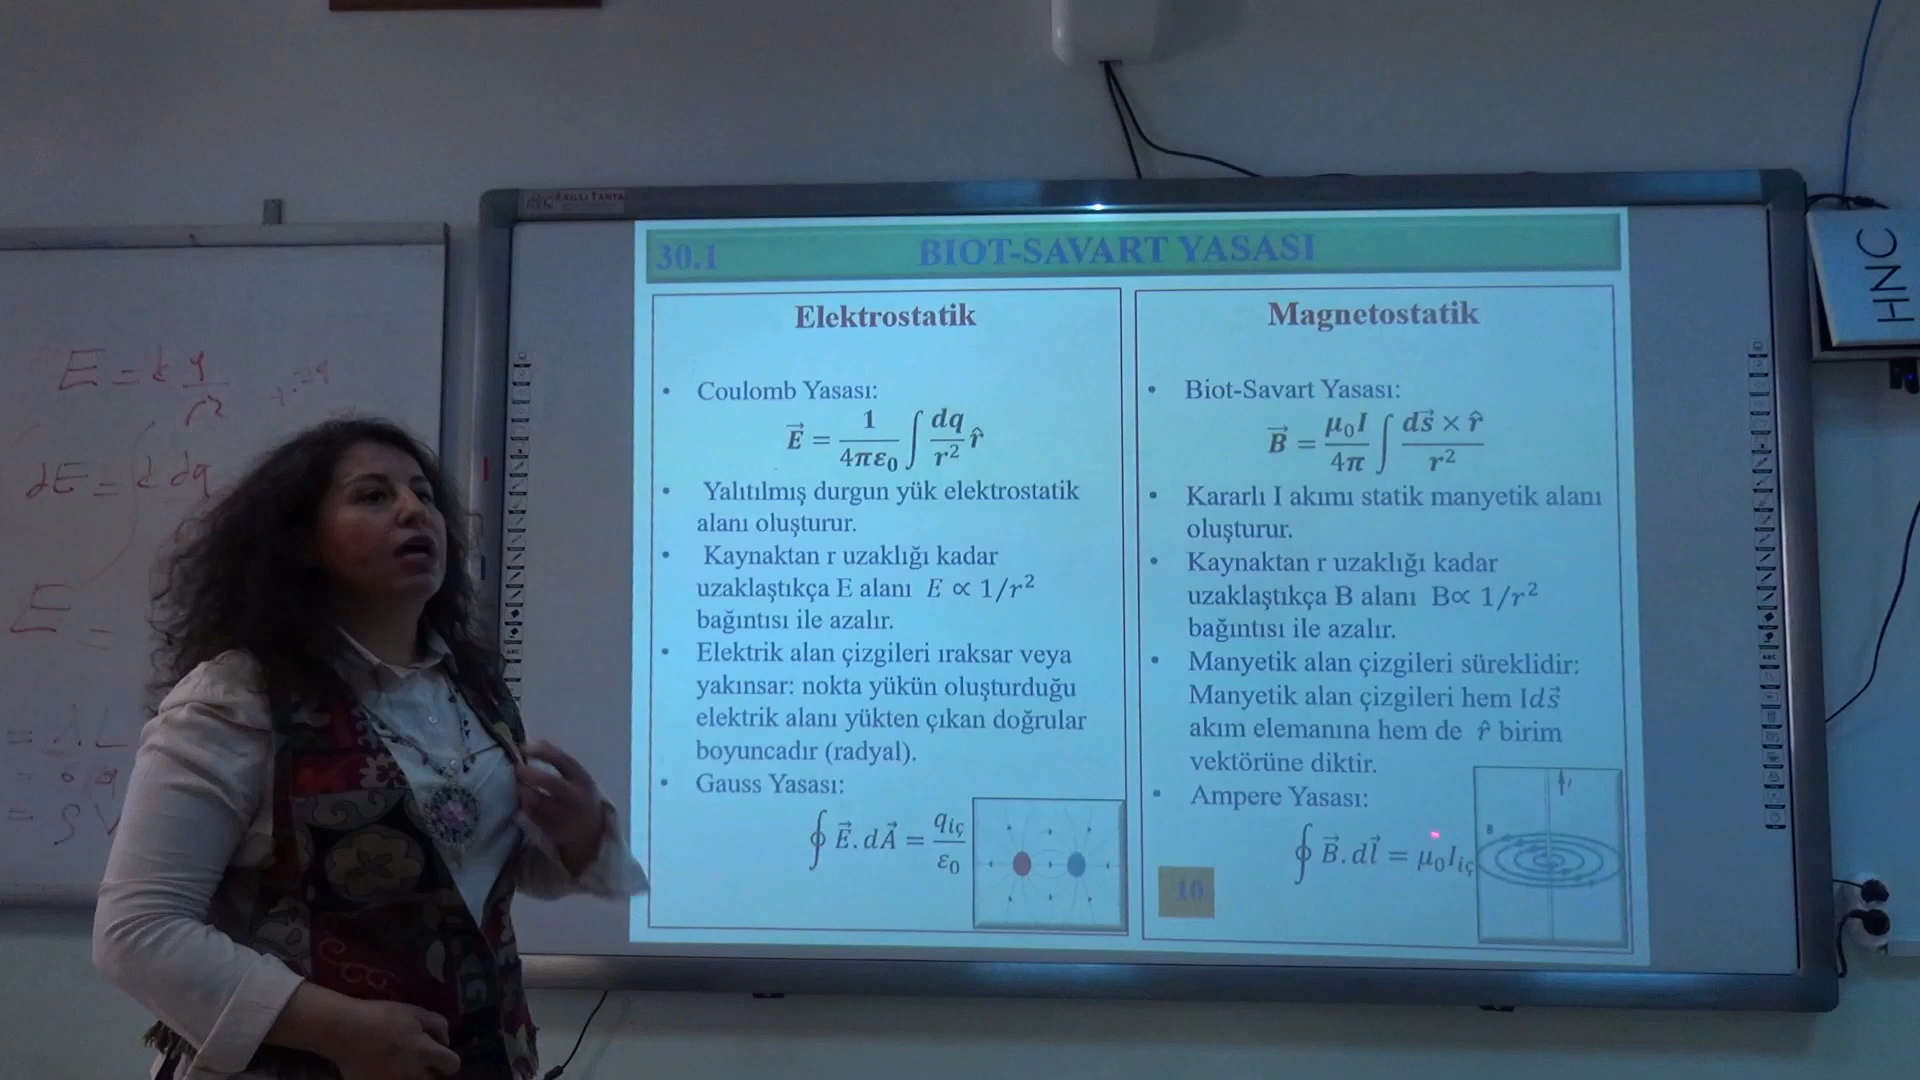 AKILLI TAHTA
HNC
30.1 BIOT-SAVART YASASI
Elektrostatik
• Coulomb Yasası:
E⃗ = 1/4πε₀ ∫ dq/r² r̂
• Yalıtılmış durgun yük elektrostatik
alanı oluşturur.
• Kaynaktan r uzaklığı kadar
uzaklaştıkça E alanı E ∝ 1/r²
bağıntısı ile azalır.
• Elektrik alan çizgileri ıraksar veya
yakınsar: nokta yükün oluşturduğu
elektrik alanı yükten çıkan doğrular
boyuncadır (radyal).
• Gauss Yasası:
∮ E⃗. dA⃗ = qiç/ε₀
Magnetostatik
• Biot-Savart Yasası:
B⃗ = μ₀I/4π ∫ ds⃗ × r̂/r²
• Kararlı I akımı statik manyetik alanı
oluşturur.
• Kaynaktan r uzaklığı kadar
uzaklaştıkça B alanı B∝ 1/r²
bağıntısı ile azalır.
• Manyetik alan çizgileri süreklidir:
Manyetik alan çizgileri hem Ids⃗
akım elemanına hem de r̂ birim
vektörüne diktir.
• Ampere Yasası:
∮ B⃗. dl⃗ = μ₀Iiç
I
B
10
E = k q/r²
dE = k dq
E =
= λL